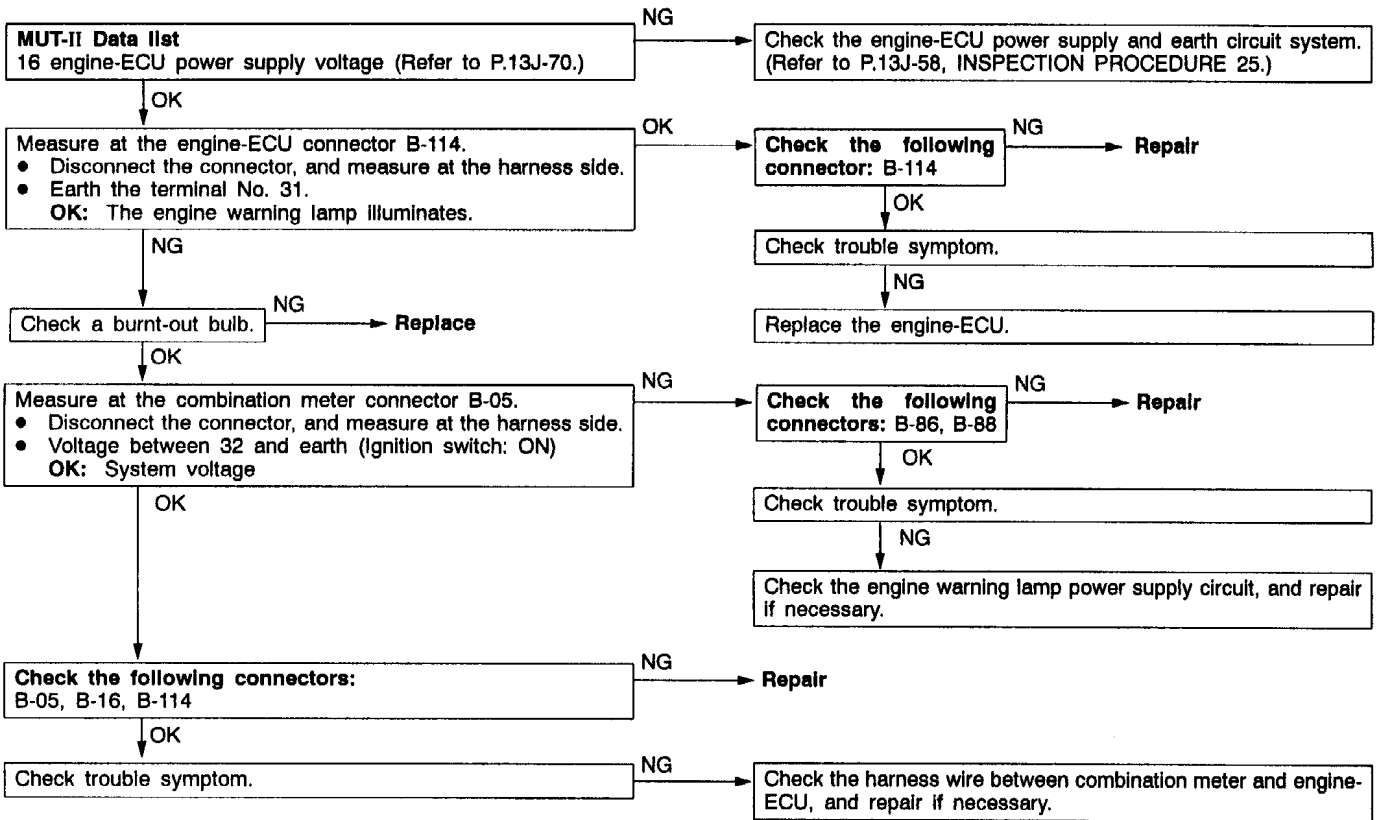 MUT-II Data list
16 engine-ECU power supply voltage (Refer to P.13J-70.)
NG
Check the engine-ECU power supply and earth circuit system.
(Refer to P.13J-58, INSPECTION PROCEDURE 25.)
OK
Measure at the engine-ECU connector B-114.
● Disconnect the connector, and measure at the harness side.
● Earth the terminal No. 31.
OK: The engine warning lamp illuminates.
OK
Check the following
connector: B-114
NG
Repair
OK
Check trouble symptom.
NG
Replace the engine-ECU.
NG
Check a burnt-out bulb.
NG
Replace
OK
Measure at the combination meter connector B-05.
● Disconnect the connector, and measure at the harness side.
● Voltage between 32 and earth (Ignition switch: ON)
OK: System voltage
NG
Check the following
connectors: B-86, B-88
NG
Repair
OK
Check trouble symptom.
NG
Check the engine warning lamp power supply circuit, and repair
if necessary.
OK
Check the following connectors:
B-05, B-16, B-114
NG
Repair
OK
Check trouble symptom.
NG
Check the harness wire between combination meter and engine-
ECU, and repair if necessary.